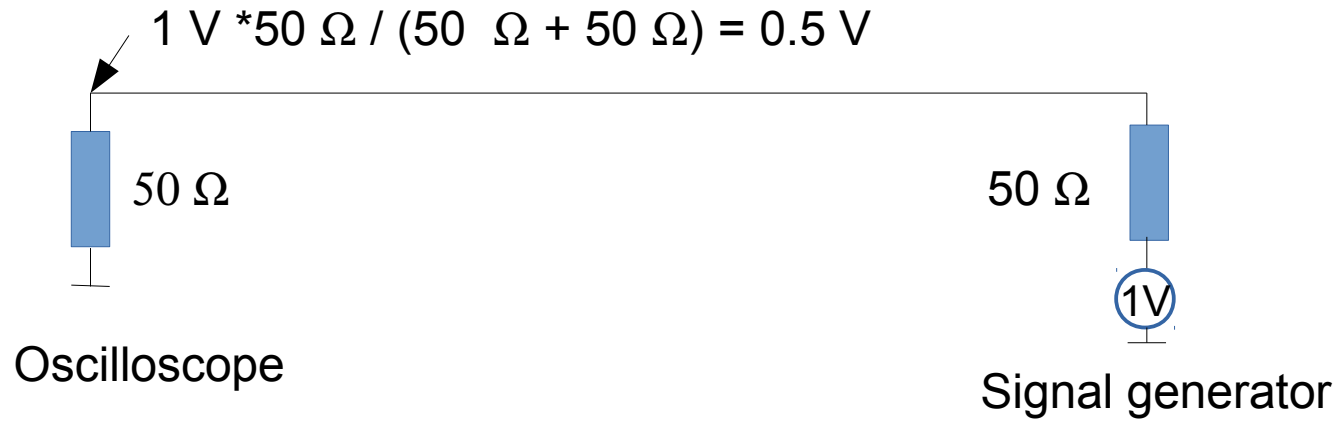 1 V *50 Ω / (50  Ω + 50 Ω) = 0.5 V
50 Ω
50 Ω
1V
Oscilloscope
Signal generator